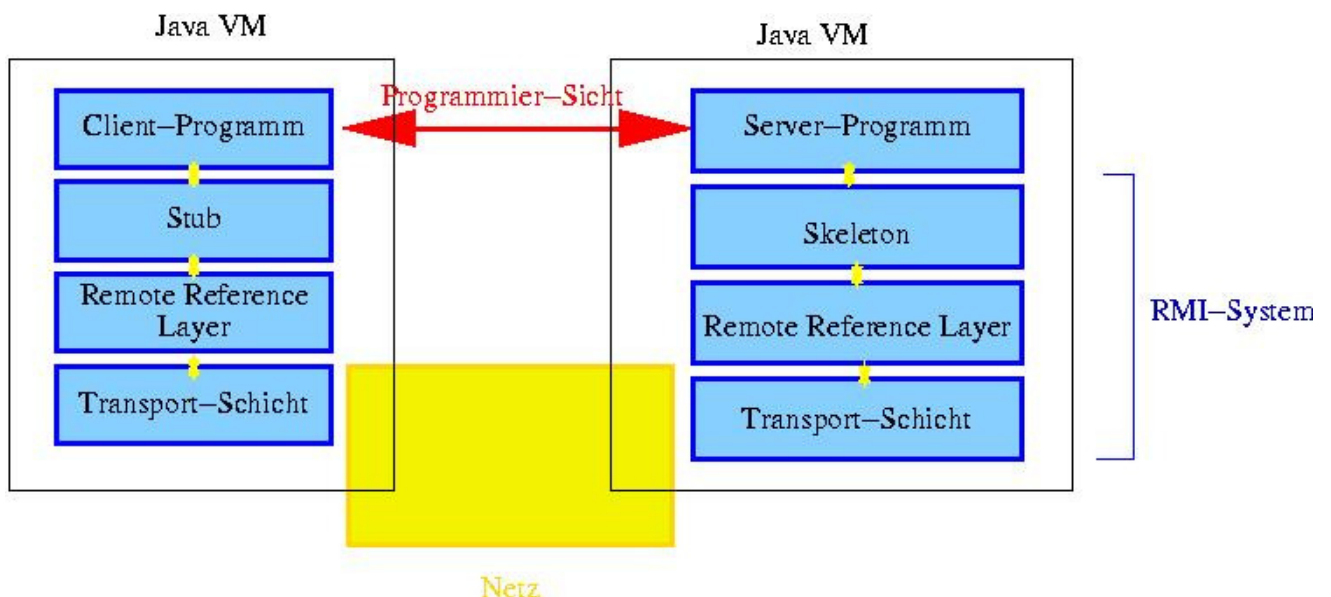 Java VM
Java VM
Programmier–Sicht
Client–Programm
Server–Programm
Stub
Skeleton
Remote Reference
Layer
Remote Reference Layer
RMI–System
Transport–Schicht
Transport–Schicht
Netz